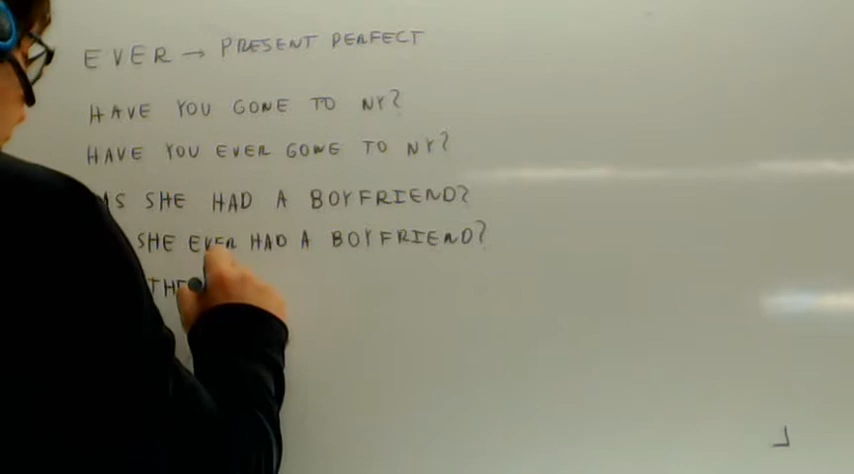 EVER → PRESENT PERFECT
HAVE YOU GONE TO NY?
HAVE YOU EVER GONE TO NY?
SHE HAD A BOYFRIEND?
SHE EVER HAD A BOYFRIEND?